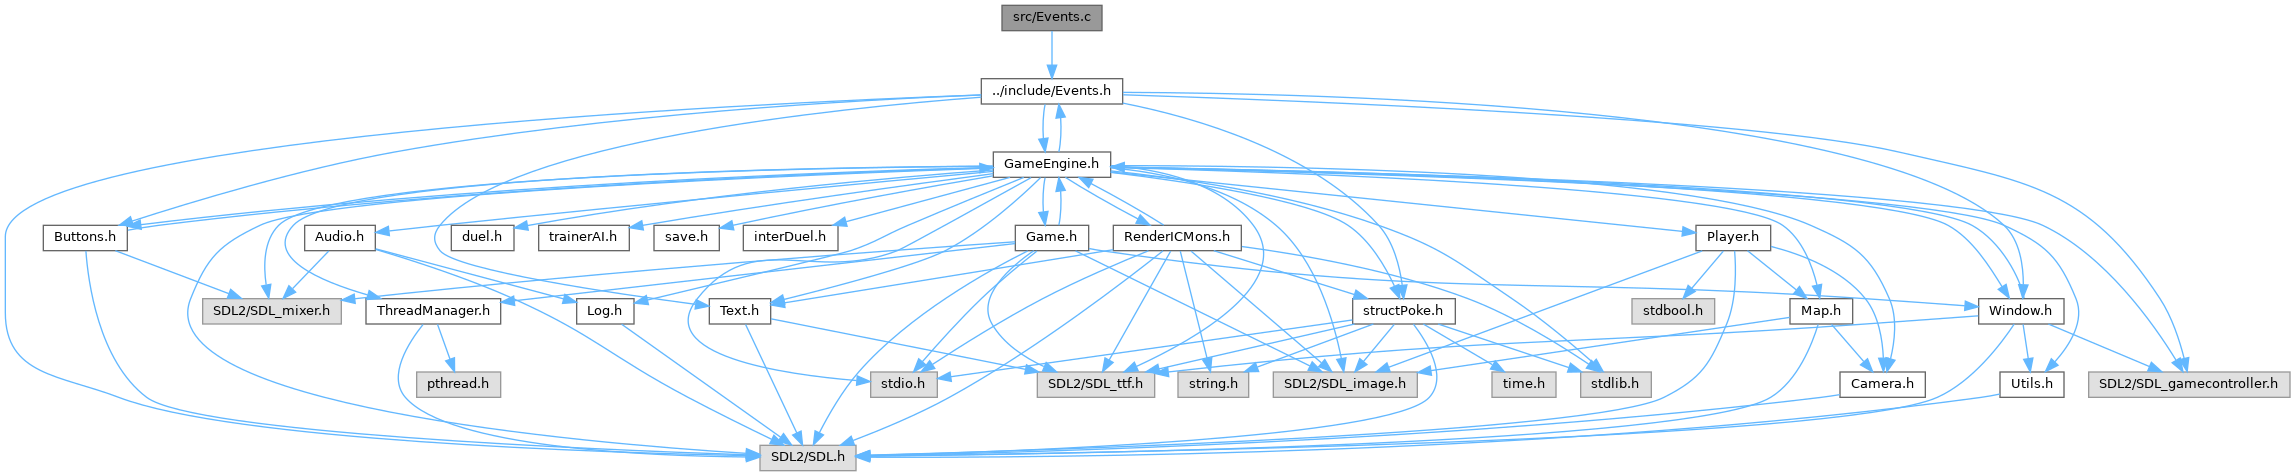 src/Events.c
../include/Events.h
GameEngine.h
Buttons.h
Audio.h
duel.h
trainerAI.h
save.h
interDuel.h
Game.h
RenderICMons.h
Player.h
SDL2/SDL_mixer.h
ThreadManager.h
Log.h
Text.h
structPoke.h
stdbool.h
Map.h
Window.h
pthread.h
stdio.h
SDL2/SDL_ttf.h
string.h
SDL2/SDL_image.h
time.h
stdlib.h
Camera.h
Utils.h
SDL2/SDL_gamecontroller.h
SDL2/SDL.h